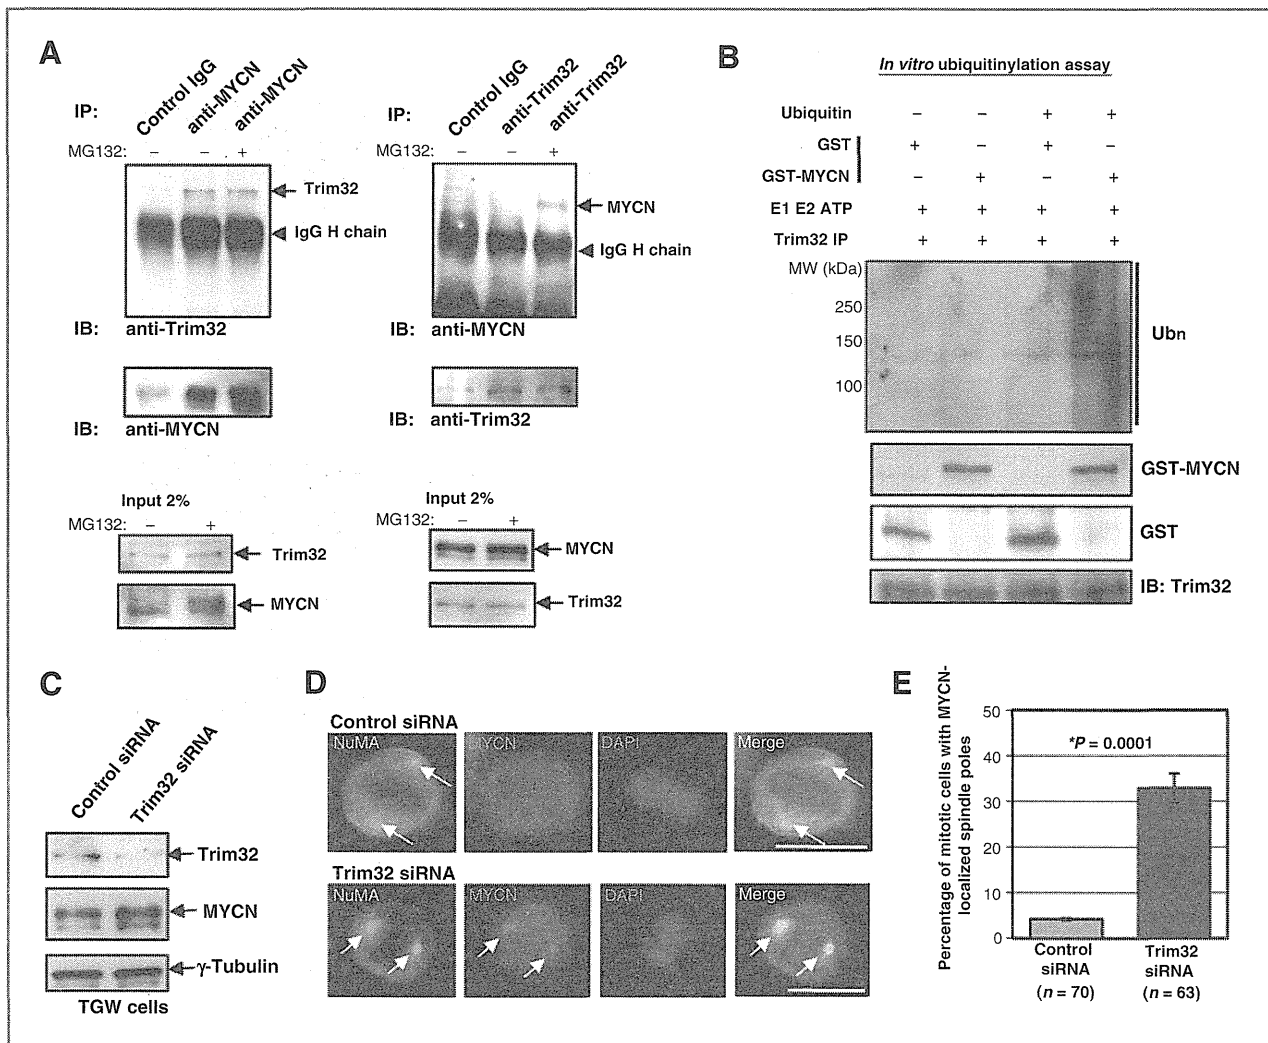 A
IP:
Control IgG
anti-MYCN
anti-MYCN
MG132: – – +
Trim32
IgG H chain
IB: anti-Trim32
IB: anti-MYCN
Input 2%
MG132: – +
Trim32
MYCN
IP:
Control IgG
anti-Trim32
anti-Trim32
MG132: – – +
MYCN
IgG H chain
IB: anti-MYCN
IB: anti-Trim32
Input 2%
MG132: – +
MYCN
Trim32
B
In vitro ubiquitinylation assay
Ubiquitin – – + +
GST + – + –
GST-MYCN – + – +
E1 E2 ATP + + + +
Trim32 IP + + + +
MW (kDa)
250
150
100
Ubn
GST-MYCN
GST
IB: Trim32
C
Control siRNA
Trim32 siRNA
Trim32
MYCN
γ-Tubulin
TGW cells
D
Control siRNA
NuMA MYCN DAPI Merge
Trim32 siRNA
NuMA MYCN DAPI Merge
E
Percentage of mitotic cells with MYCN-
localized spindle poles
50
40
30
20
10
0
*P = 0.0001
Control
siRNA
(n = 70)
Trim32
siRNA
(n = 63)